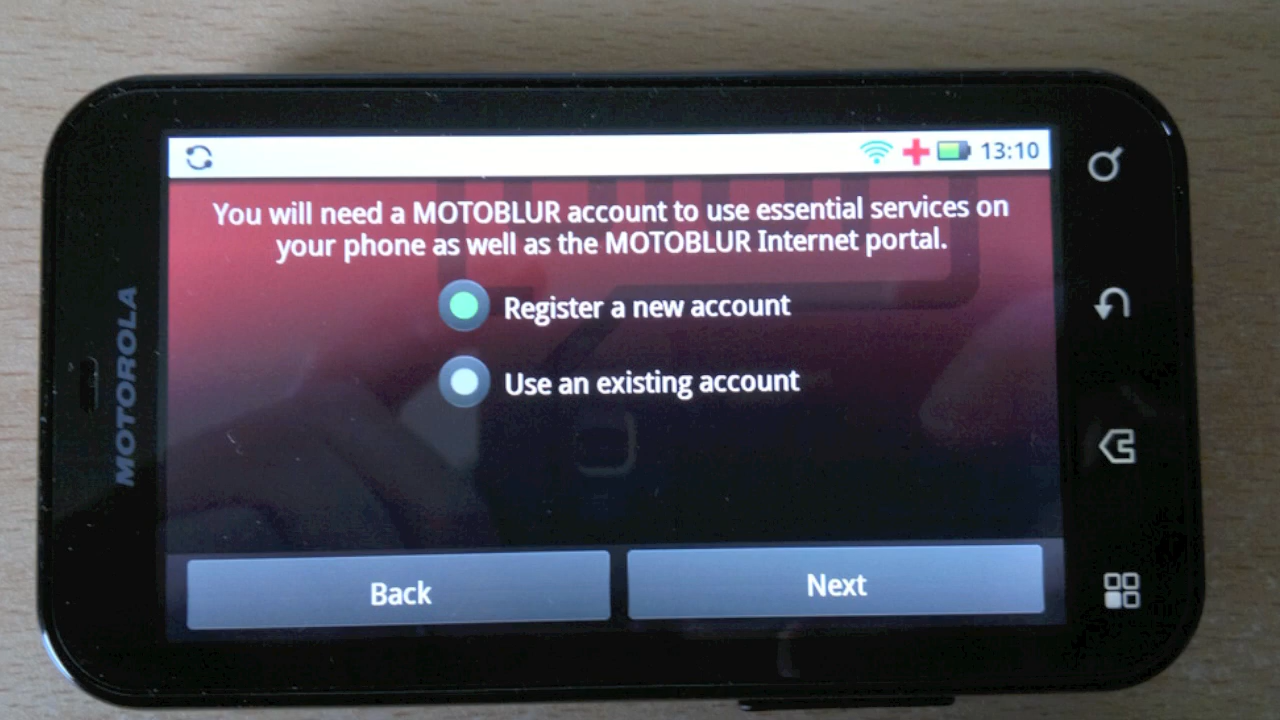 13:10
You will need a MOTOBLUR account to use essential services on
your phone as well as the MOTOBLUR Internet portal.
Register a new account
Use an existing account
Back
Next
MOTOROLA